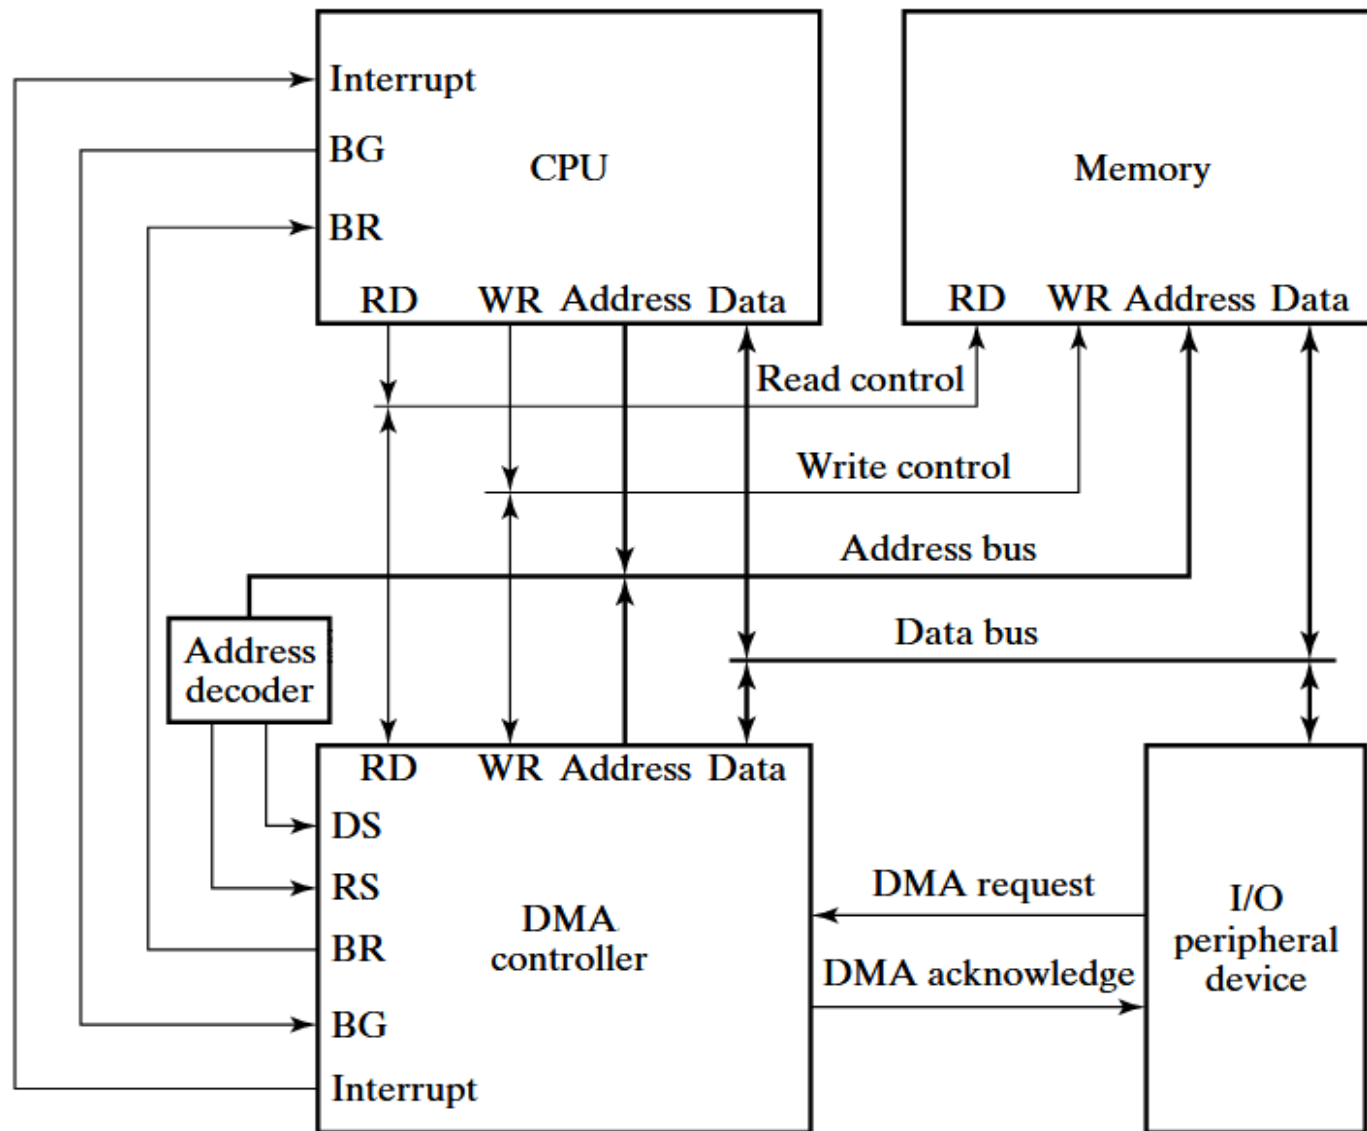 Interrupt
BG
CPU
BR
RD WR Address Data
Memory
RD WR Address Data
Read control
Write control
Address bus
Data bus
Address
decoder
RD WR Address Data
DS
RS
BR
BG
Interrupt
DMA
controller
DMA request
DMA acknowledge
I/O
peripheral
device